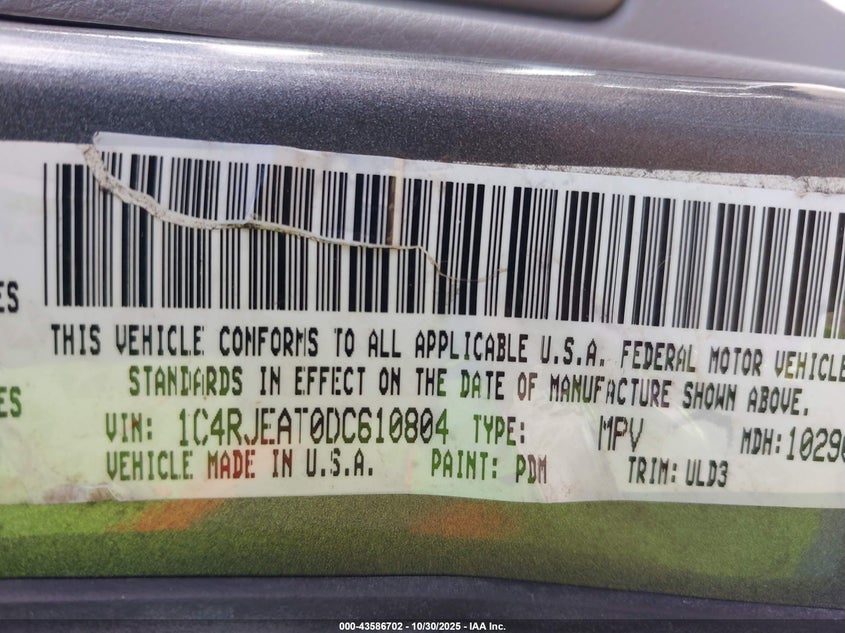 THIS VEHICLE CONFORMS TO ALL APPLICABLE U.S.A. FEDERAL MOTOR VEHICLE
ES
STANDARDS IN EFFECT ON THE DATE OF MANUFACTURE SHOWN ABOVE.
ES
VIN: 1C4RJEAT0DC610804 TYPE: MPV MDH: 10290
VEHICLE MADE IN U.S.A. PAINT: PDM TRIM: ULD3
000-43586702 - 10/30/2025 - IAA Inc.